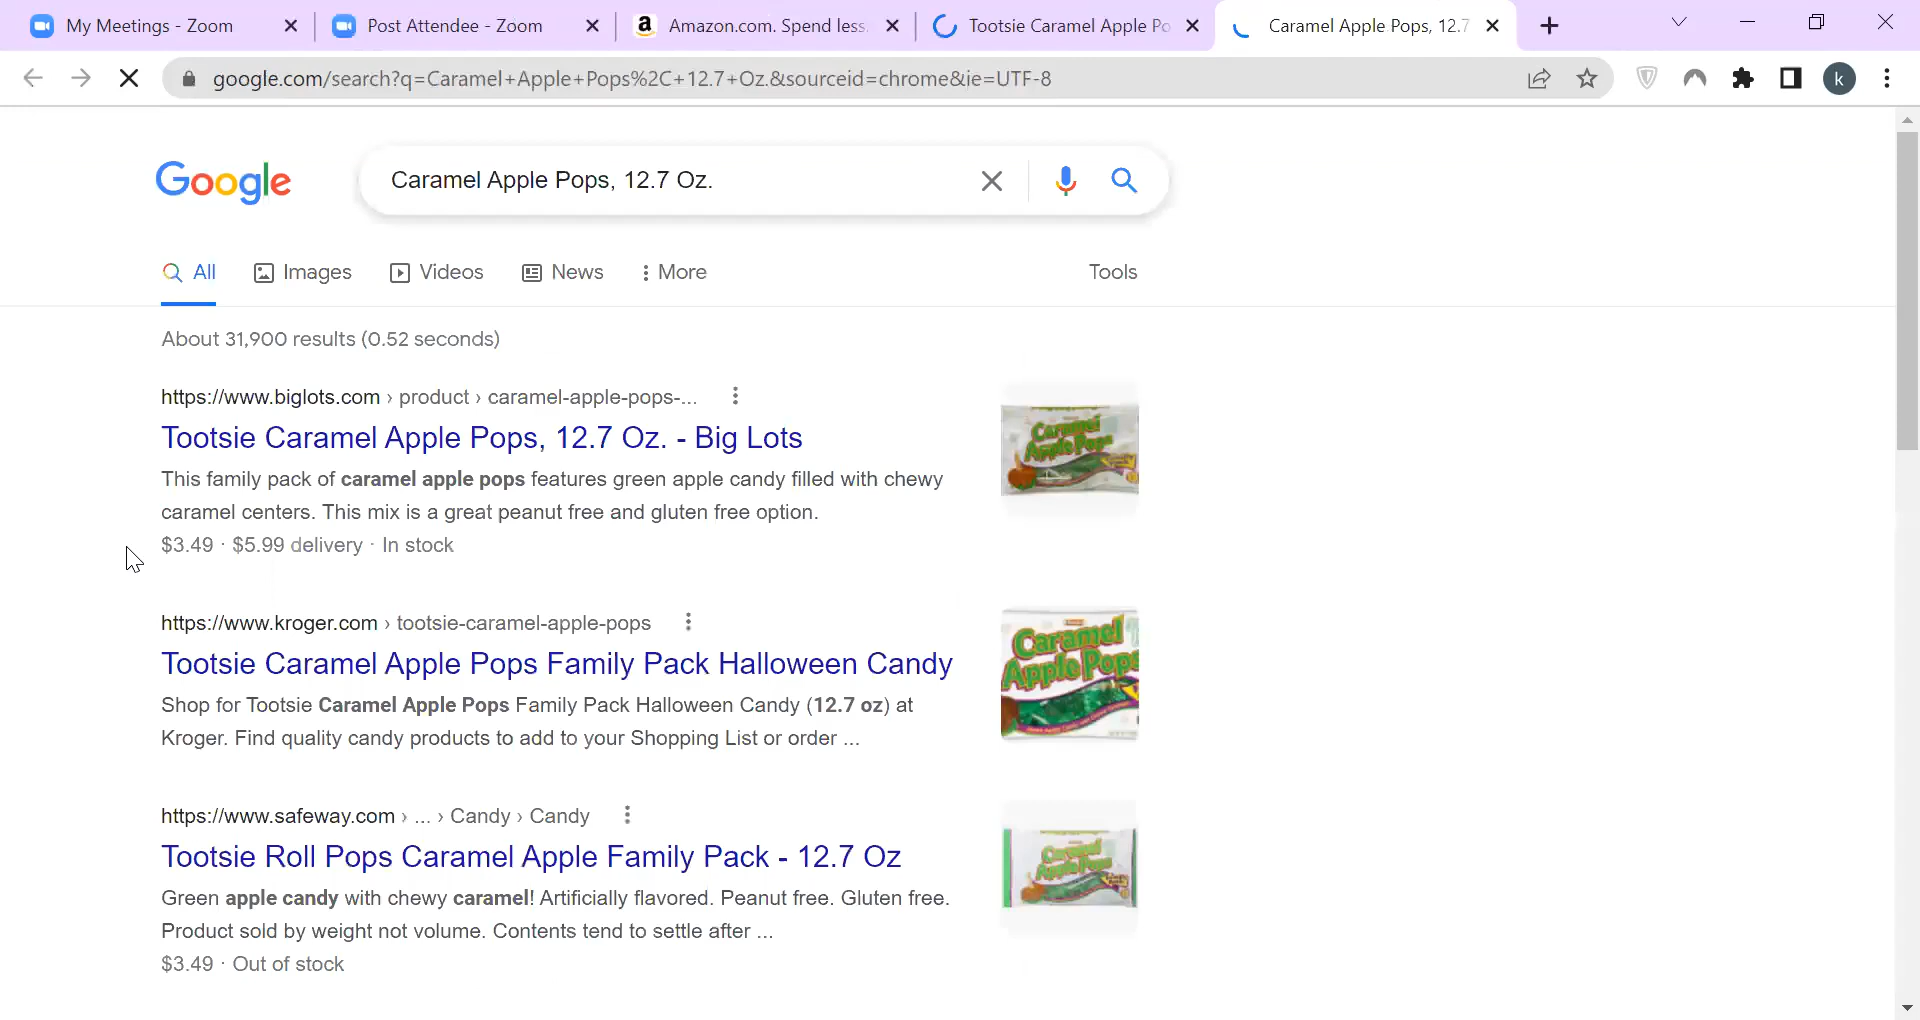 My Meetings - Zoom
Post Attendee - Zoom
Amazon.com. Spend less.
Tootsie Caramel Apple Po
Caramel Apple Pops, 12.7
google.com/search?q=Caramel+Apple+Pops%2C+12.7+Oz.&sourceid=chrome&ie=UTF-8
k
Google
Caramel Apple Pops, 12.7 Oz.
All
Images
Videos
News
More
Tools
About 31,900 results (0.52 seconds)
https://www.biglots.com › product › caramel-apple-pops-...
Tootsie Caramel Apple Pops, 12.7 Oz. - Big Lots
This family pack of caramel apple pops features green apple candy filled with chewy
caramel centers. This mix is a great peanut free and gluten free option.
$3.49 · $5.99 delivery · In stock
Caramel
Apple Pops
https://www.kroger.com › tootsie-caramel-apple-pops
Tootsie Caramel Apple Pops Family Pack Halloween Candy
Shop for Tootsie Caramel Apple Pops Family Pack Halloween Candy (12.7 oz) at
Kroger. Find quality candy products to add to your Shopping List or order ...
Caramel
Apple Pops
https://www.safeway.com › ... › Candy › Candy
Tootsie Roll Pops Caramel Apple Family Pack - 12.7 Oz
Green apple candy with chewy caramel! Artificially flavored. Peanut free. Gluten free.
Product sold by weight not volume. Contents tend to settle after ...
$3.49 · Out of stock
Caramel
Apple Pops